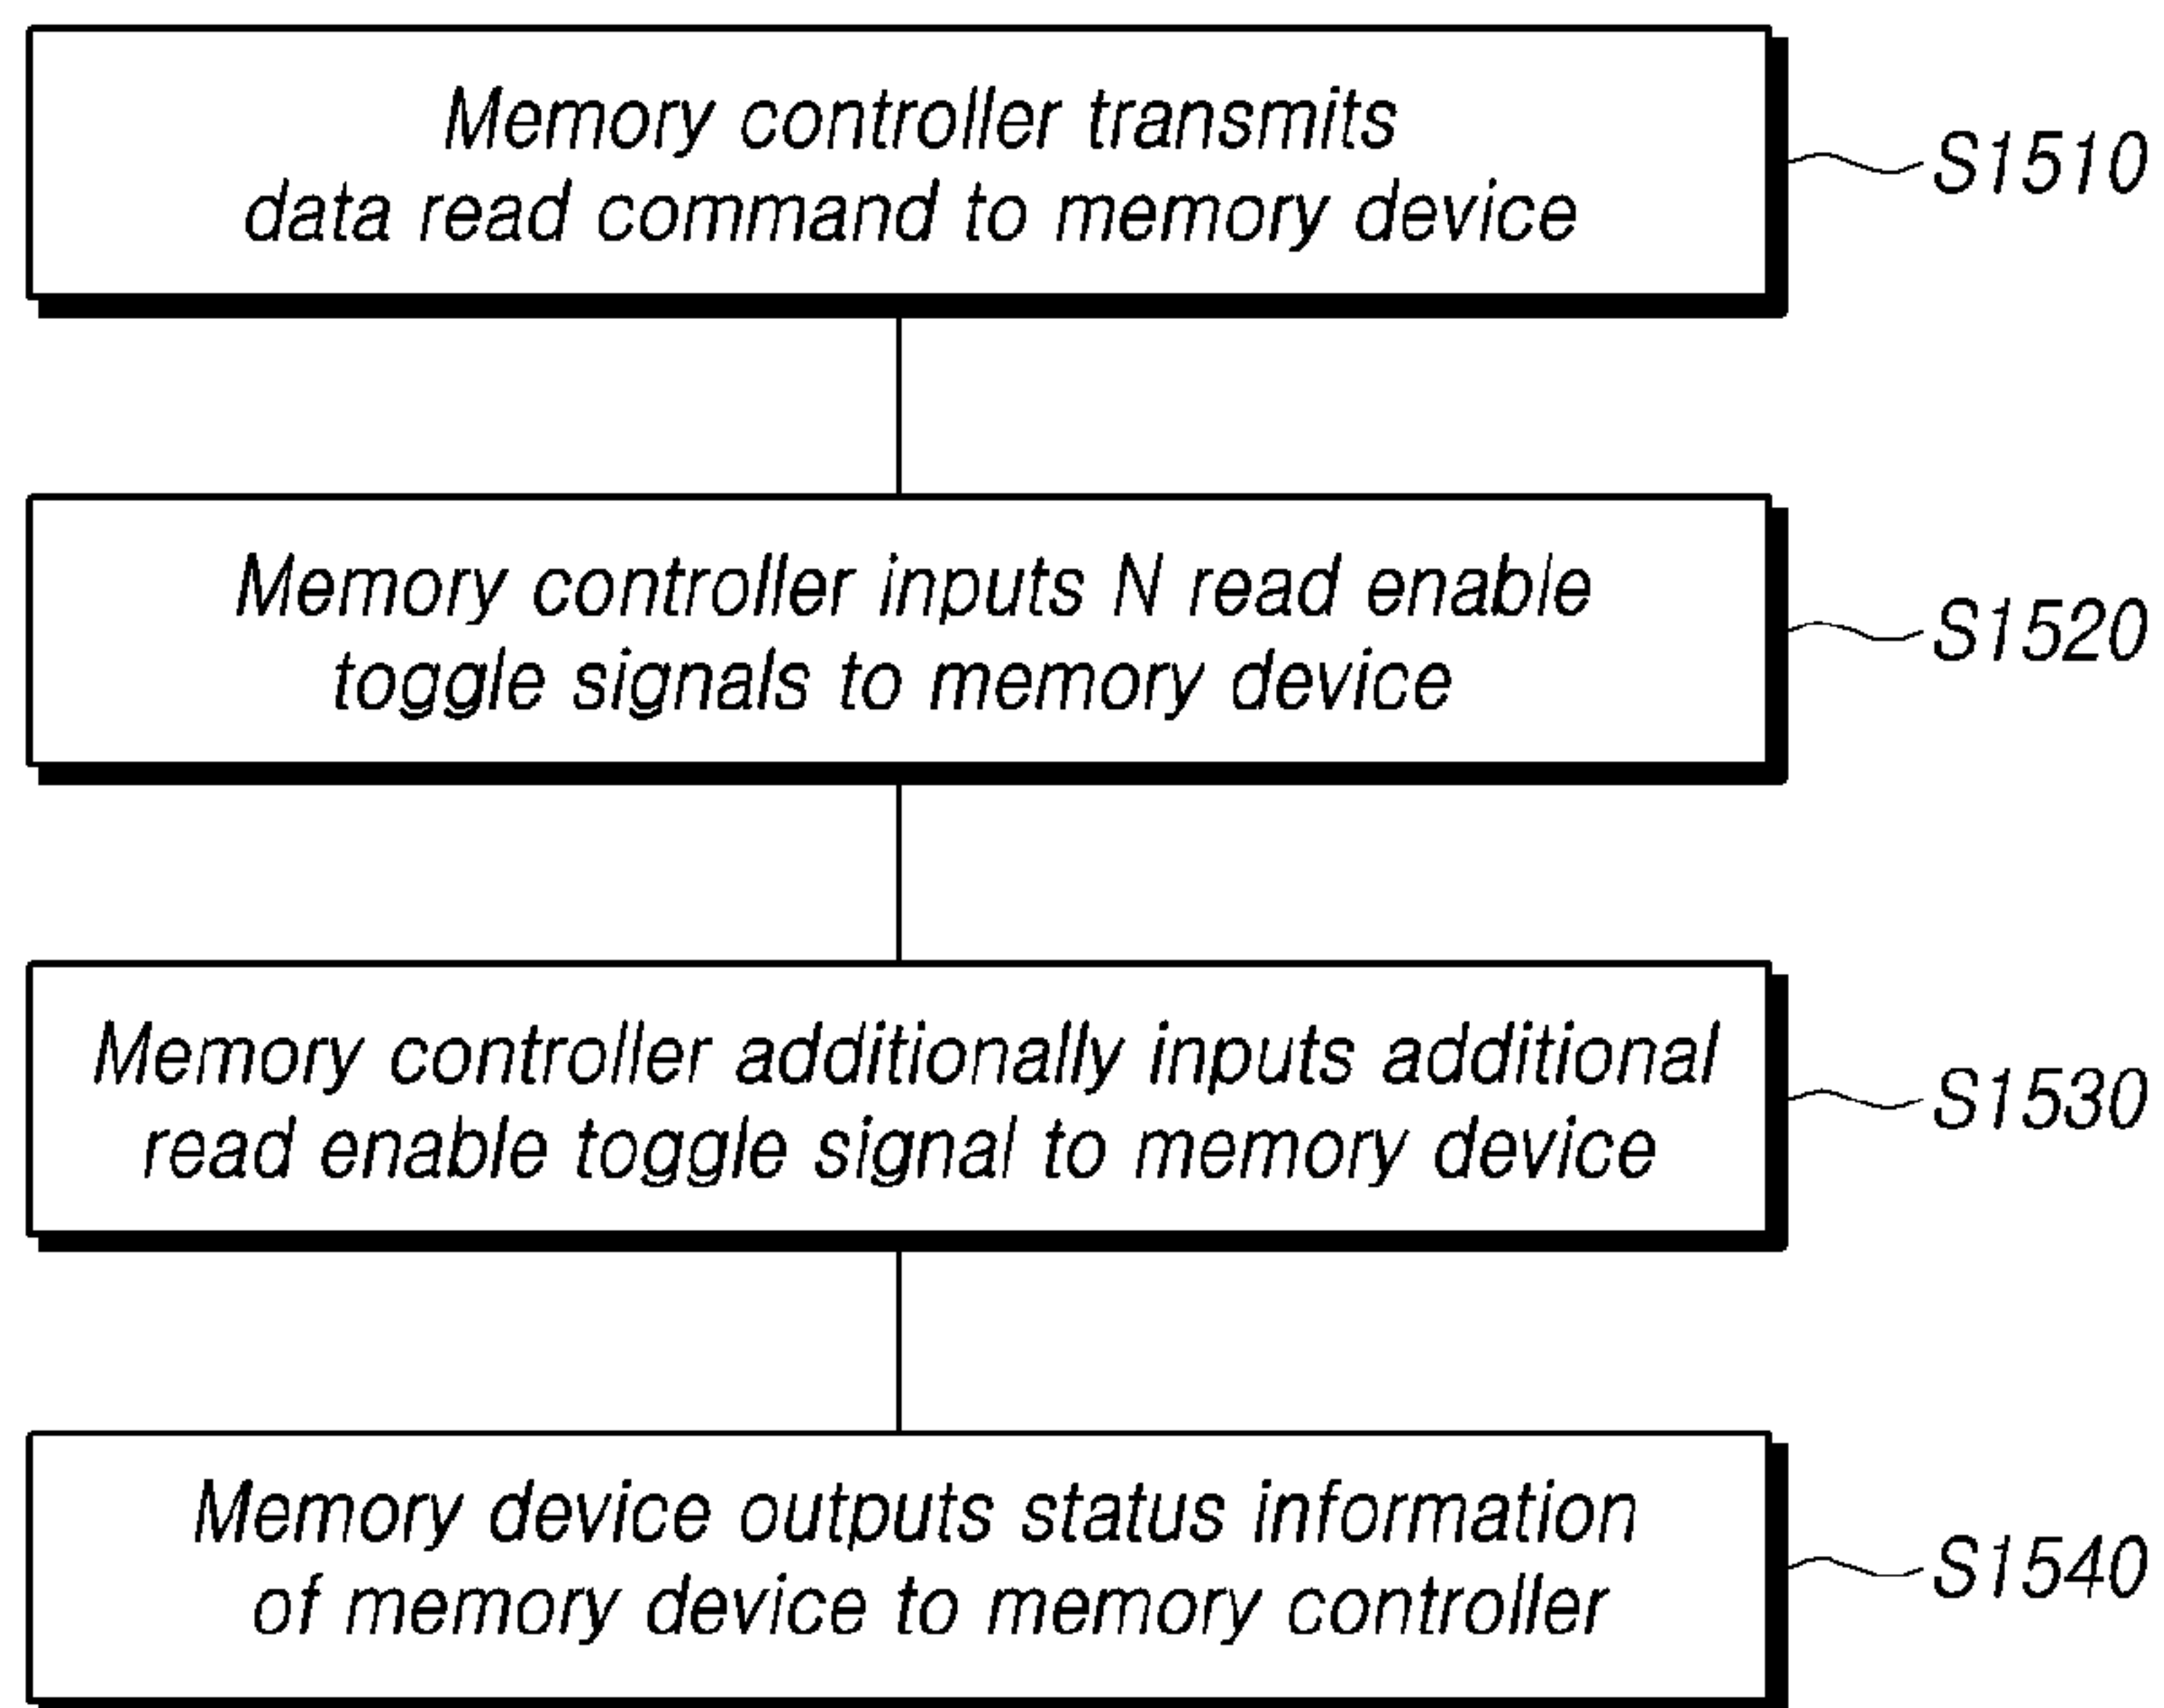 Memory controller transmits
data read command to memory device
S1510
Memory controller inputs N read enable
toggle signals to memory device
S1520
Memory controller additionally inputs additional
read enable toggle signal to memory device
S1530
Memory device outputs status information
of memory device to memory controller
S1540